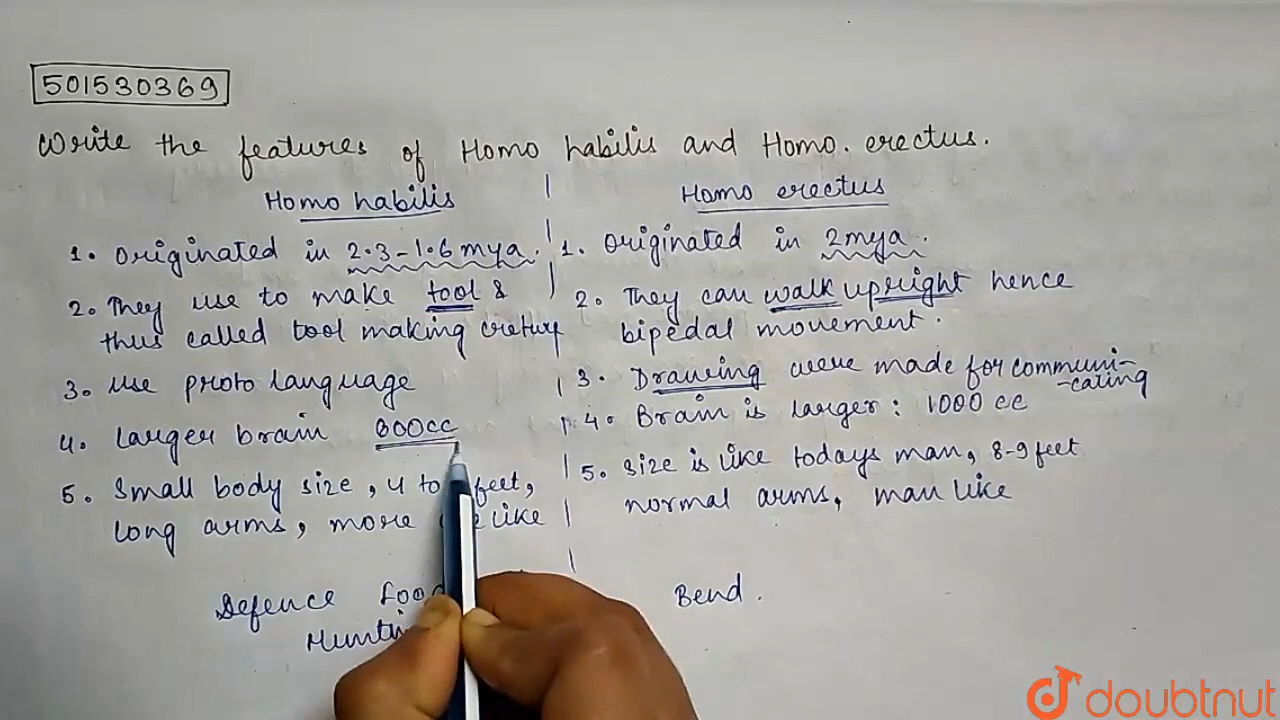 501530369
Write the features of Homo habilis and Homo. erectus.
Homo habilis
1. Originated in 2.3-1.6 mya.
2. They use to make tool &
thus called tool making creture
3. Use proto language
4. Larger brain 600cc
5. Small body size, 4 to feet,
long arms, more like
Defence Food
Homo erectus
1. Originated in 2mya.
2. They can walk upright hence
bipedal movement.
3. Drawing were made for communi-
-cating
4. Brain is larger: 1000 cc
5. Size is like todays man, 8-9 feet
normal arms, man like
Bend.
doubtnut